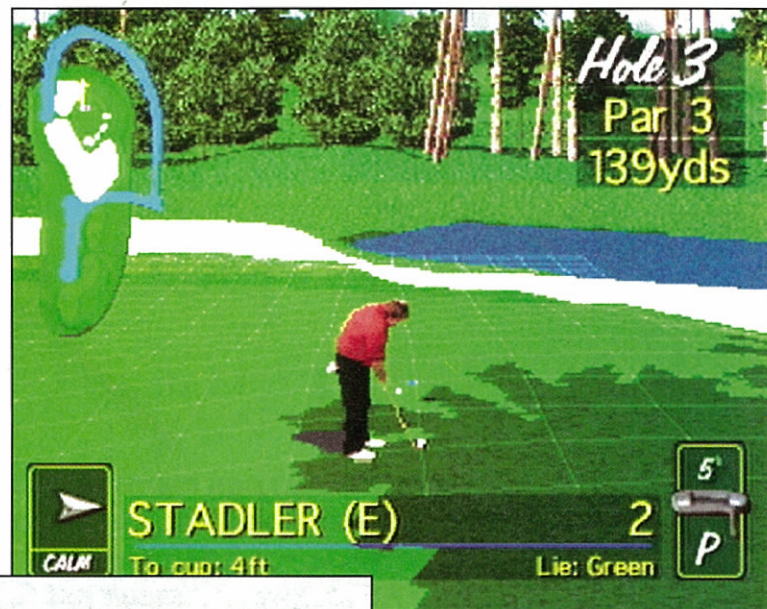 Hole 3
Par 3
139yds
STADLER (E) 2
To cup: 4ft Lie: Green
CALM
5'
P